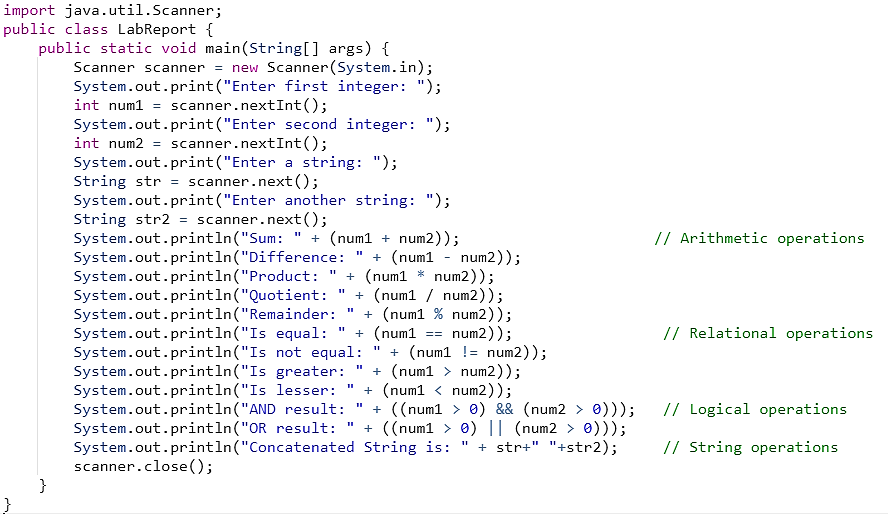 import java.util.Scanner;
public class LabReport {
    public static void main(String[] args) {
        Scanner scanner = new Scanner(System.in);
        System.out.print("Enter first integer: ");
        int num1 = scanner.nextInt();
        System.out.print("Enter second integer: ");
        int num2 = scanner.nextInt();
        System.out.print("Enter a string: ");
        String str = scanner.next();
        System.out.print("Enter another string: ");
        String str2 = scanner.next();
        System.out.println("Sum: " + (num1 + num2));                      // Arithmetic operations
        System.out.println("Difference: " + (num1 - num2));
        System.out.println("Product: " + (num1 * num2));
        System.out.println("Quotient: " + (num1 / num2));
        System.out.println("Remainder: " + (num1 % num2));
        System.out.println("Is equal: " + (num1 == num2));                 // Relational operations
        System.out.println("Is not equal: " + (num1 != num2));
        System.out.println("Is greater: " + (num1 > num2));
        System.out.println("Is lesser: " + (num1 < num2));
        System.out.println("AND result: " + ((num1 > 0) && (num2 > 0)));   // Logical operations
        System.out.println("OR result: " + ((num1 > 0) || (num2 > 0)));
        System.out.println("Concatenated String is: " + str+" "+str2);     // String operations
        scanner.close();
    }
}